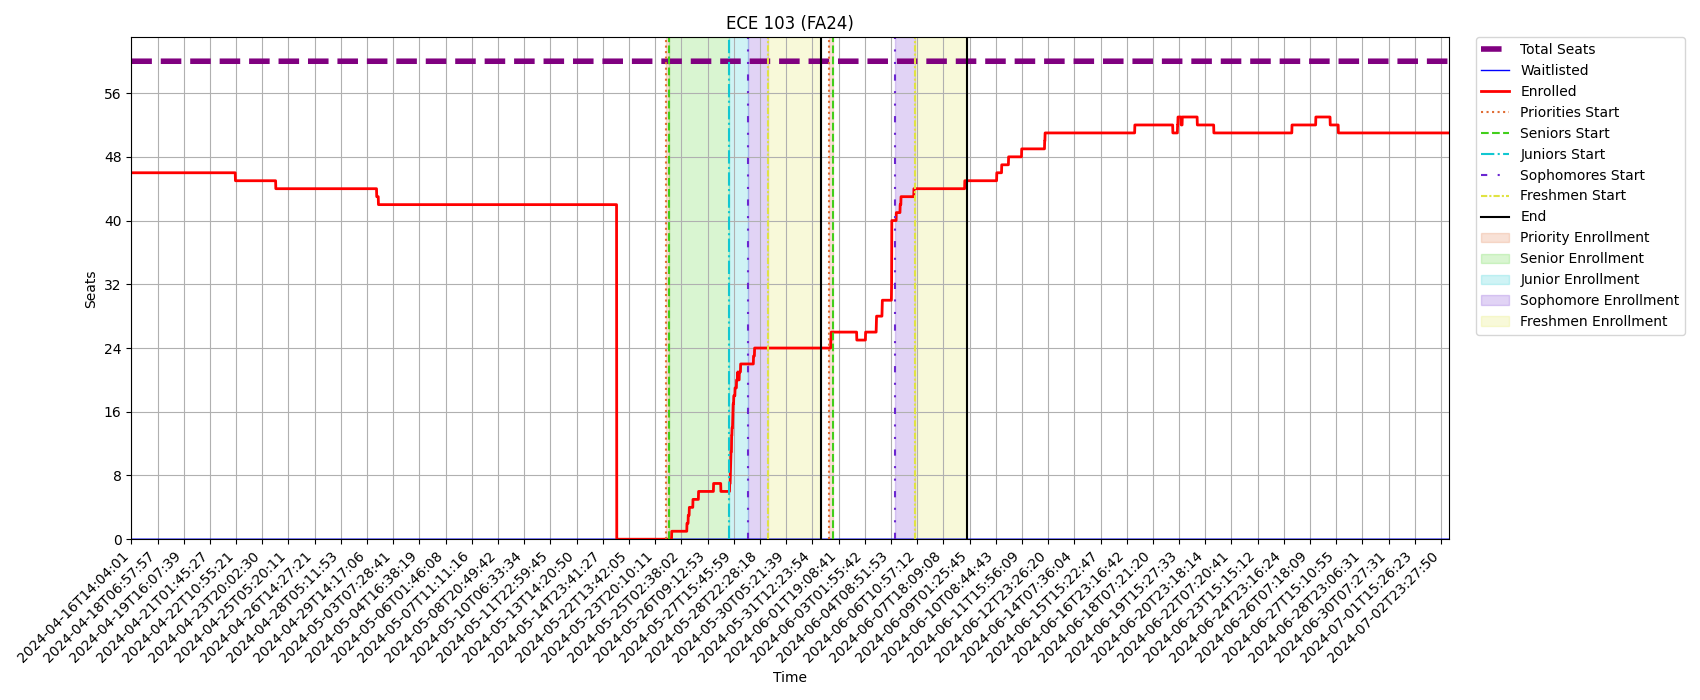 ECE 103 (FA24)
Seats
56
48
40
32
24
16
8
0
2024-04-16T14:04:01
2024-04-18T06:57:57
2024-04-19T16:07:39
2024-04-21T01:45:27
2024-04-22T10:55:21
2024-04-23T20:02:30
2024-04-25T05:20:11
2024-04-26T14:27:21
2024-04-28T05:11:53
2024-04-29T14:17:06
2024-05-03T07:28:41
2024-05-04T16:38:19
2024-05-06T01:46:08
2024-05-07T11:11:16
2024-05-08T20:49:42
2024-05-10T06:33:34
2024-05-11T22:59:45
2024-05-13T14:20:50
2024-05-14T23:41:27
2024-05-22T13:42:05
2024-05-23T20:10:11
2024-05-25T02:38:02
2024-05-26T09:12:53
2024-05-27T15:45:59
2024-05-28T22:28:18
2024-05-30T05:21:39
2024-05-31T12:23:54
2024-06-01T19:08:41
2024-06-03T01:55:42
2024-06-04T08:51:53
2024-06-06T10:57:12
2024-06-07T18:09:08
2024-06-09T01:25:45
2024-06-10T08:44:43
2024-06-11T15:56:09
2024-06-12T23:26:20
2024-06-14T07:36:04
2024-06-15T15:22:47
2024-06-16T23:16:42
2024-06-18T07:21:20
2024-06-19T15:27:33
2024-06-20T23:18:14
2024-06-22T07:20:41
2024-06-23T15:15:12
2024-06-24T23:16:24
2024-06-26T07:18:09
2024-06-27T15:10:55
2024-06-28T23:06:31
2024-06-30T07:27:31
2024-07-01T15:26:23
2024-07-02T23:27:50
Time
Total Seats
Waitlisted
Enrolled
Priorities Start
Seniors Start
Juniors Start
Sophomores Start
Freshmen Start
End
Priority Enrollment
Senior Enrollment
Junior Enrollment
Sophomore Enrollment
Freshmen Enrollment